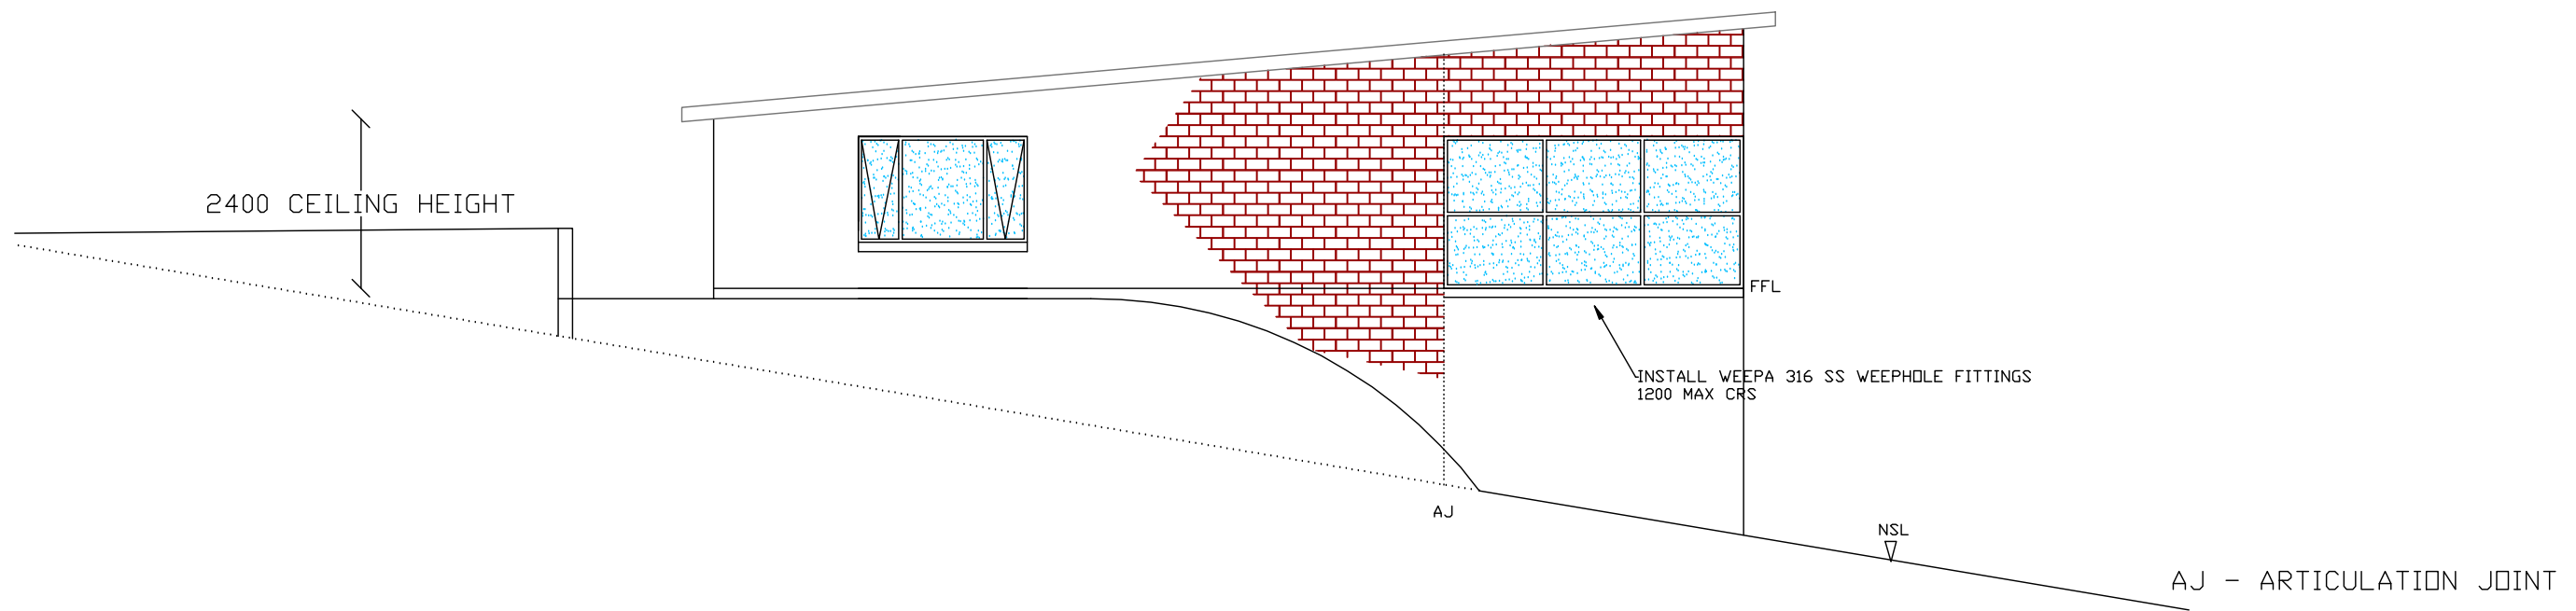 2400 CEILING HEIGHT
FFL
INSTALL WEEPA 316 SS WEEPHOLE FITTINGS
1200 MAX CRS
AJ
NSL
AJ - ARTICULATION JOINT